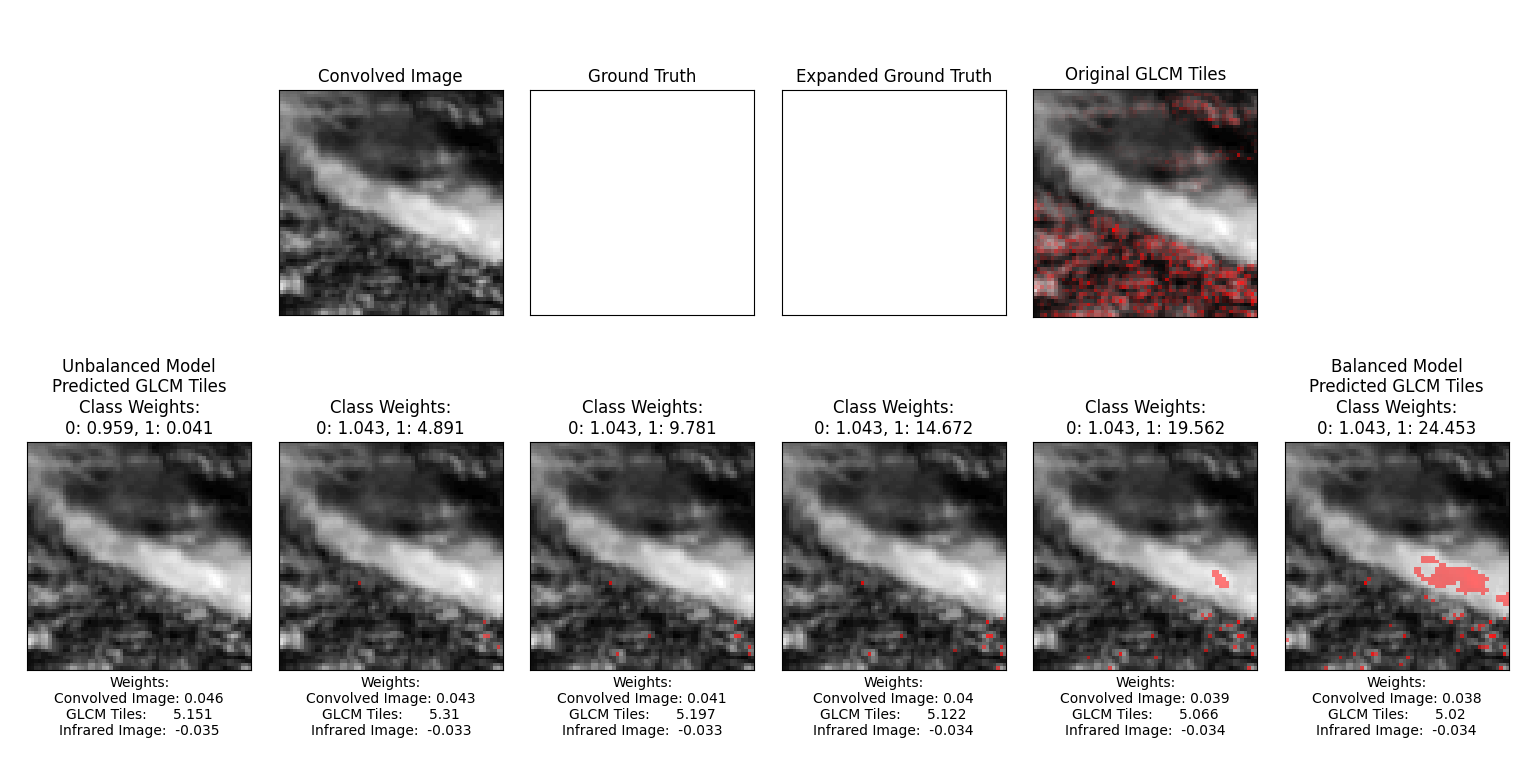 Convolved Image
Ground Truth
Expanded Ground Truth
Original GLCM Tiles
Unbalanced Model
Predicted GLCM Tiles
Class Weights:
0: 0.959, 1: 0.041
Class Weights:
0: 1.043, 1: 4.891
Class Weights:
0: 1.043, 1: 9.781
Class Weights:
0: 1.043, 1: 14.672
Class Weights:
0: 1.043, 1: 19.562
Balanced Model
Predicted GLCM Tiles
Class Weights:
0: 1.043, 1: 24.453
Weights:
Convolved Image: 0.046
GLCM Tiles: 5.151
Infrared Image: -0.035
Weights:
Convolved Image: 0.043
GLCM Tiles: 5.31
Infrared Image: -0.033
Weights:
Convolved Image: 0.041
GLCM Tiles: 5.197
Infrared Image: -0.033
Weights:
Convolved Image: 0.04
GLCM Tiles: 5.122
Infrared Image: -0.034
Weights:
Convolved Image: 0.039
GLCM Tiles: 5.066
Infrared Image: -0.034
Weights:
Convolved Image: 0.038
GLCM Tiles: 5.02
Infrared Image: -0.034